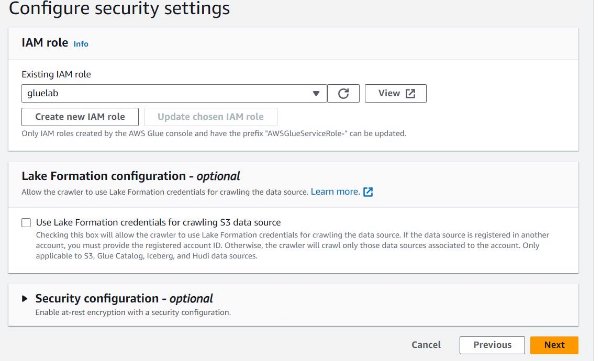 Configure security settings
IAM role Info
Existing IAM role
gluelab
View
Create new IAM role
Update chosen IAM role
Only IAM roles created by the AWS Glue console and have the prefix "AWSGlueServiceRole-" can be updated.
Lake Formation configuration - optional
Allow the crawler to use Lake Formation credentials for crawling the data source. Learn more.
Use Lake Formation credentials for crawling S3 data source
Checking this box will allow the crawler to use Lake Formation credentials for crawling the data source. If the data source is registered in another
account, you must provide the registered account ID. Otherwise, the crawler will crawl only those data sources associated to the account. Only
applicable to S3, Glue Catalog, Iceberg, and Hudi data sources.
Security configuration - optional
Enable at-rest encryption with a security configuration.
Cancel
Previous
Next